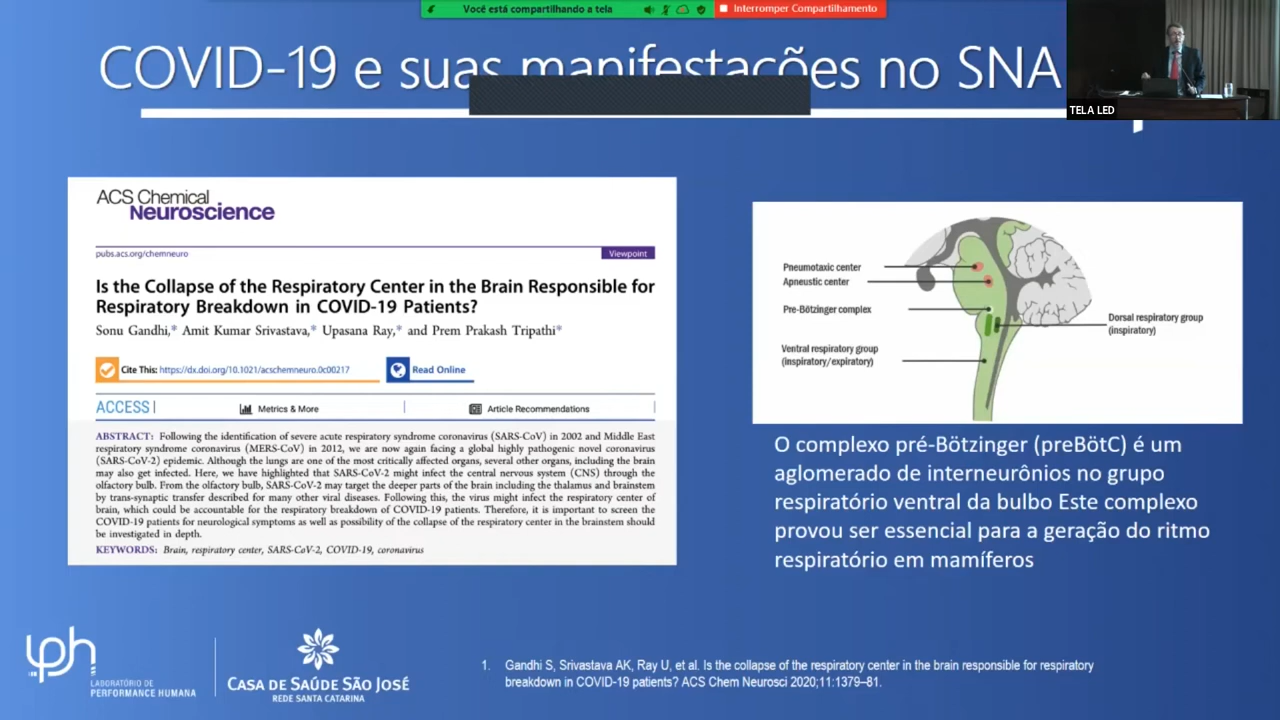 Você está compartilhando a tela
Interromper Compartilhamento
COVID-19 e suas manifestações no SNA
TELA LED
ACS Chemical
Neuroscience
pubs.acs.org/chemneuro
Viewpoint
Is the Collapse of the Respiratory Center in the Brain Responsible for
Respiratory Breakdown in COVID-19 Patients?
Sonu Gandhi,* Amit Kumar Srivastava,* Upasana Ray,* and Prem Prakash Tripathi*
Cite This: https://dx.doi.org/10.1021/acschemneuro.0c00217
Read Online
ACCESS
Metrics & More
Article Recommendations
ABSTRACT: Following the identification of severe acute respiratory syndrome coronavirus (SARS-CoV) in 2002 and Middle East
respiratory syndrome coronavirus (MERS-CoV) in 2012, we are now again facing a global highly pathogenic novel coronavirus
(SARS-CoV-2) epidemic. Although the lungs are one of the most critically affected organs, several other organs, including the brain
may also get infected. Here, we have highlighted that SARS-CoV-2 might infect the central nervous system (CNS) through the
olfactory bulb. From the olfactory bulb, SARS-CoV-2 may target the deeper parts of the brain including the thalamus and brainstem
by trans-synaptic transfer described for many other viral diseases. Following this, the virus might infect the respiratory center of
brain, which could be accountable for the respiratory breakdown of COVID-19 patients. Therefore, it is important to screen the
COVID-19 patients for neurological symptoms as well as possibility of the collapse of the respiratory center in the brainstem should
be investigated in depth.
KEYWORDS: Brain, respiratory center, SARS-CoV-2, COVID-19, coronavirus
Pneumotaxic center
Apneustic center
Pre-Bötzinger complex
Ventral respiratory group
(inspiratory/expiratory)
Dorsal respiratory group
(inspiratory)
O complexo pré-Bötzinger (preBötC) é um
aglomerado de interneurônios no grupo
respiratório ventral da bulbo Este complexo
provou ser essencial para a geração do ritmo
respiratório em mamíferos
lph
LABORATÓRIO DE
PERFORMANCE HUMANA
CASA DE SAÚDE SÃO JOSÉ
REDE SANTA CATARINA
1. Gandhi S, Srivastava AK, Ray U, et al. Is the collapse of the respiratory center in the brain responsible for respiratory
breakdown in COVID-19 patients? ACS Chem Neurosci 2020;11:1379–81.